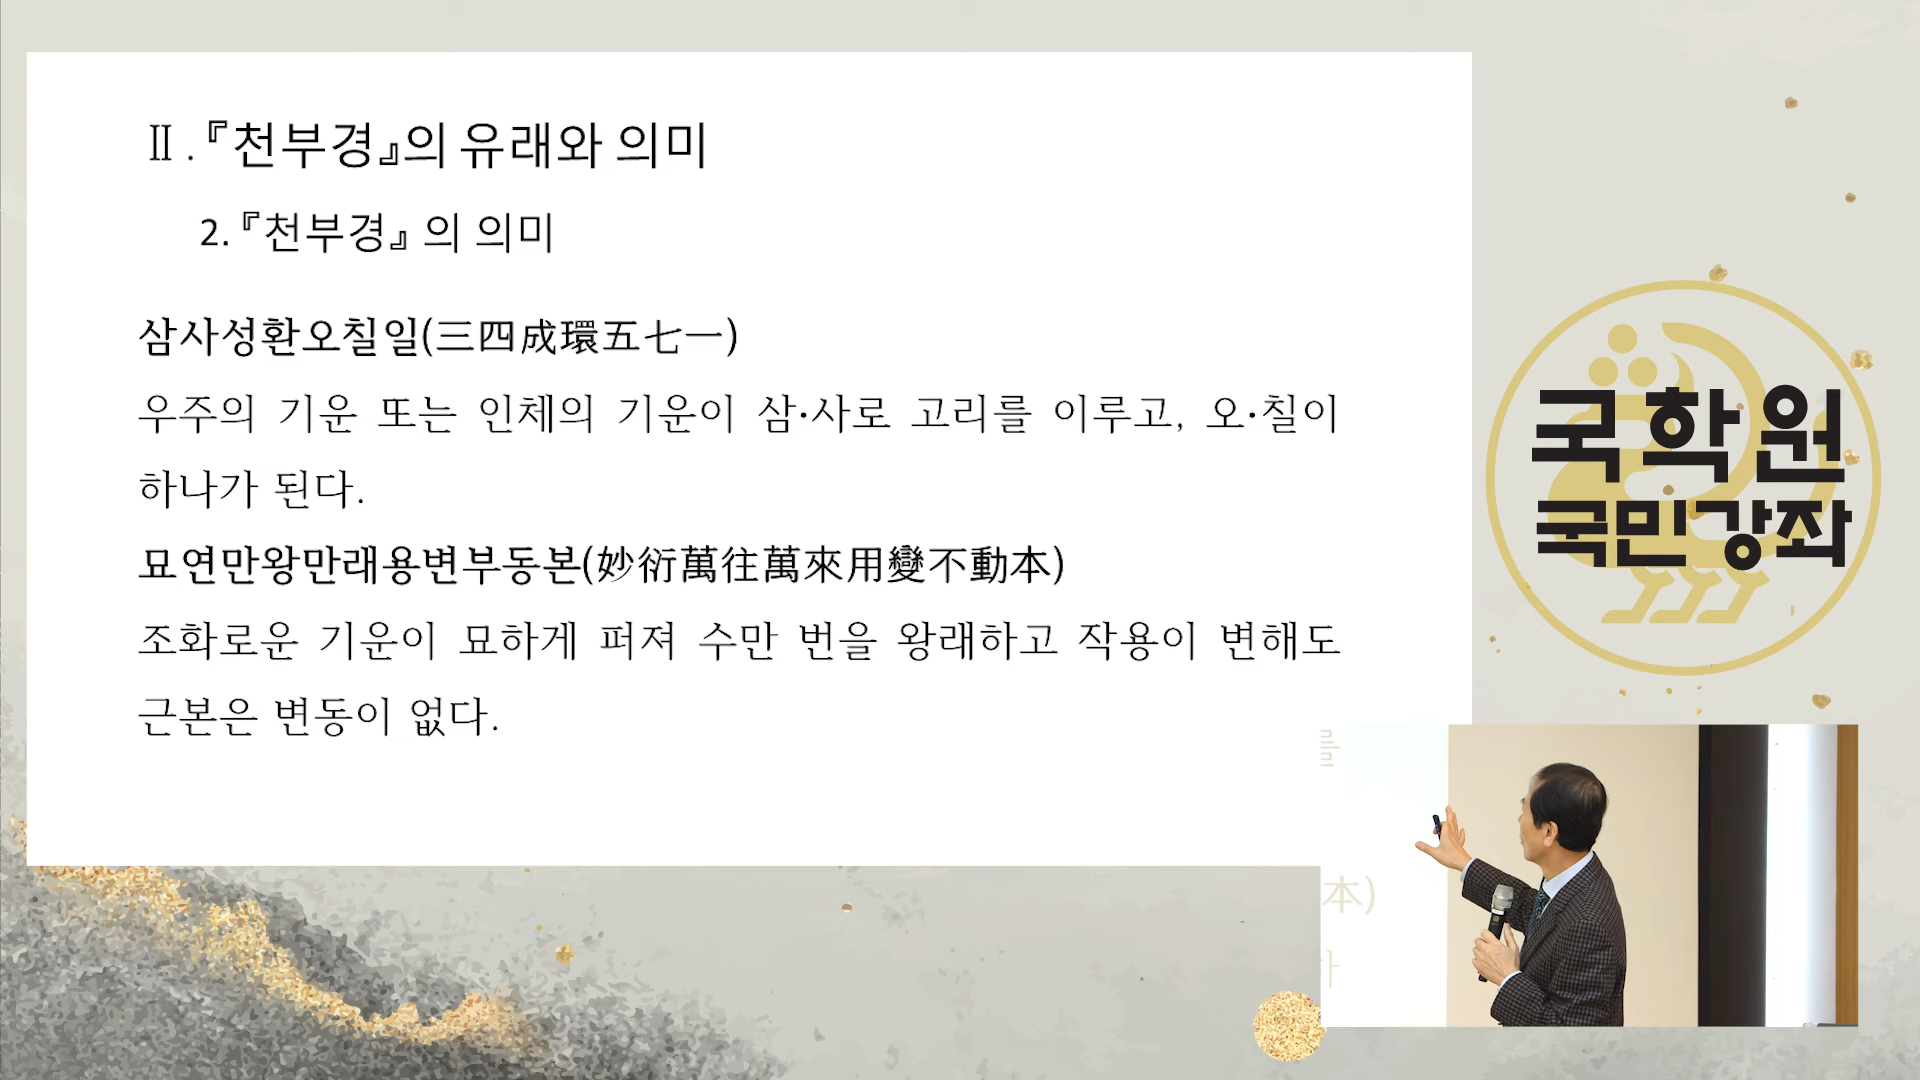 Ⅱ.『천부경』의 유래와 의미
2.『천부경』 의 의미
삼사성환오칠일(三四成環五七一)
우주의 기운 또는 인체의 기운이 삼·사로 고리를 이루고, 오·칠이
하나가 된다.
묘연만왕만래용변부동본(妙衍萬往萬來用變不動本)
조화로운 기운이 묘하게 퍼져 수만 번을 왕래하고 작용이 변해도
근본은 변동이 없다.
국학원
국민강좌
를
本)